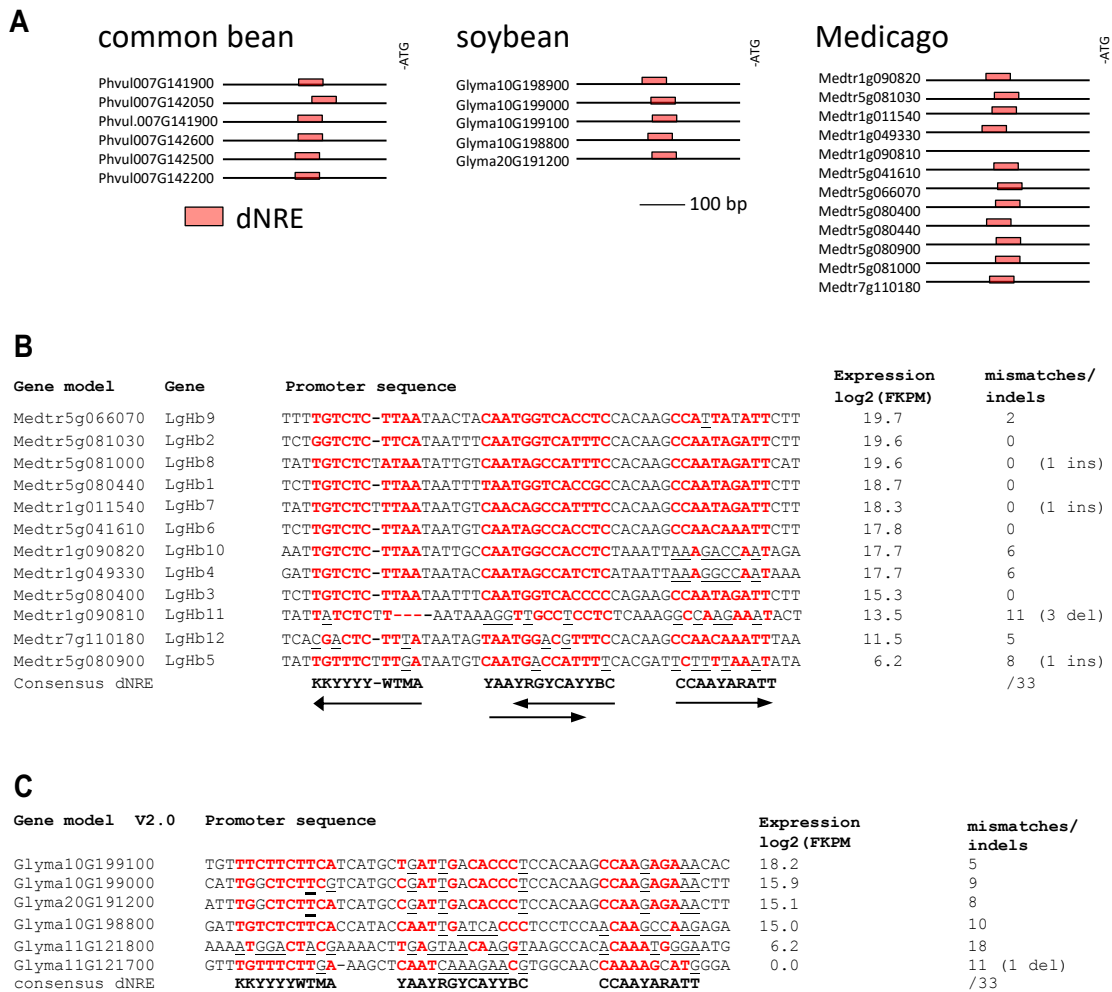 A
common bean
-ATG
Phvul007G141900
Phvul007G142050
Phvul.007G141900
Phvul007G142600
Phvul007G142500
Phvul007G142200
dNRE
soybean
-ATG
Glyma10G198900
Glyma10G199000
Glyma10G199100
Glyma10G198800
Glyma20G191200
100 bp
Medicago
-ATG
Medtr1g090820
Medtr5g081030
Medtr1g011540
Medtr1g049330
Medtr1g090810
Medtr5g041610
Medtr5g066070
Medtr5g080400
Medtr5g080440
Medtr5g080900
Medtr5g081000
Medtr7g110180
B
Gene model Gene Promoter sequence Expression log2(FKPM) mismatches/ indels
Medtr5g066070 LgHb9 TTTTGTCTC-TTAATAACTACAATGGTCACCTCCACAAGCCATTATATTCTT 19.7 2
Medtr5g081030 LgHb2 TCTGGTCTC-TTCATAATTTCAATGGTCATTTCCACAAGCCAATAGATTCTT 19.6 0
Medtr5g081000 LgHb8 TATTGTCTCTATAATATTGTCAATAGCCATTTCCACAAGCCAATAGATTCAT 19.6 0 (1 ins)
Medtr5g080440 LgHb1 TCTTGTCTC-TTAATAATTTTAATGGTCACCGCCACAAGCCAATAGATTCTT 18.7 0
Medtr1g011540 LgHb7 TCTTGTCTCTTTAATAATGTCAACAGCCATTTCCACAAGCCAATAGATTCTT 18.3 0 (1 ins)
Medtr5g041610 LgHb6 TCTTGTCTC-TTAATAATGTCAATAGCCACCTCCACAAGCCAACAAATTCTT 17.8 0
Medtr1g090820 LgHb10 AATTGTCTC-TTAATATTGCCAATGGCCACCTCTAAATTAAAGACCAATAGA 17.7 6
Medtr1g049330 LgHb4 GATTGTCTC-TTAATAATACCAATAGCCATCTCATAATTAAAGGCCAATAAA 17.7 6
Medtr5g080400 LgHb3 TCTTGTCTC-TTAATAATGTCAATGGCCACCTCCAGAAGCCAATAGATTCTT 15.3 0
Medtr1g090810 LgHb11 TATTATCTCTT----AATAAAGGTTGCCTCCTCTCAAAGGCCAAGAAATACT 13.5 11 (3 del)
Medtr7g110180 LgHb12 TCACGACTC-TTTATAATAGTAATGGACGTTTCCACAAGCCAACAAATTTAA 11.5 5
Medtr5g080900 LgHb5 TATTGTTTCTTTGATAATGTCAATGACCATTTTCACGATTCTTTTAAATATA 6.2 8 (1 ins)
Consensus dNRE KKYYYY-WTMA YAAYRGYCAYYBC CCAAYARATT /33
C
Gene model V2.0 Promoter sequence Expression log2(FKPM mismatches/ indels
Glyma10G199100 TGTTTCTTCTTCATCATGCTGATTGACACCCTCCACAAGCCAAGAGAAACAC 18.2 5
Glyma10G199000 CATTGGCTCTTCGTCATGCCGATTGACACCCTCCACAAGCCAAGAGAAACTT 15.9 9
Glyma20G191200 ATTTGGCTCTTCATCATGCCGATTGACACCCTCCACAAGCCAAGAGAAACTT 15.1 8
Glyma10G198800 GATTGTCTCTTCACCATACCAATTGATCACCCTCCTCCAACAAGCCAAGAGA 15.0 10
Glyma11G121800 AAAATGGACTACGAAAACTTGAGTAACAAGGTAAGCCACACAAATGGGAATG 6.2 18
Glyma11G121700 GTTTGTTTCTTGA-AAGCTCAATCAAAGAACGTGGCAACCAAAAGCATGGGA 0.0 11 (1 del)
consensus dNRE KKYYYYWTMA YAAYRGYCAYYBC CCAAYARATT /33